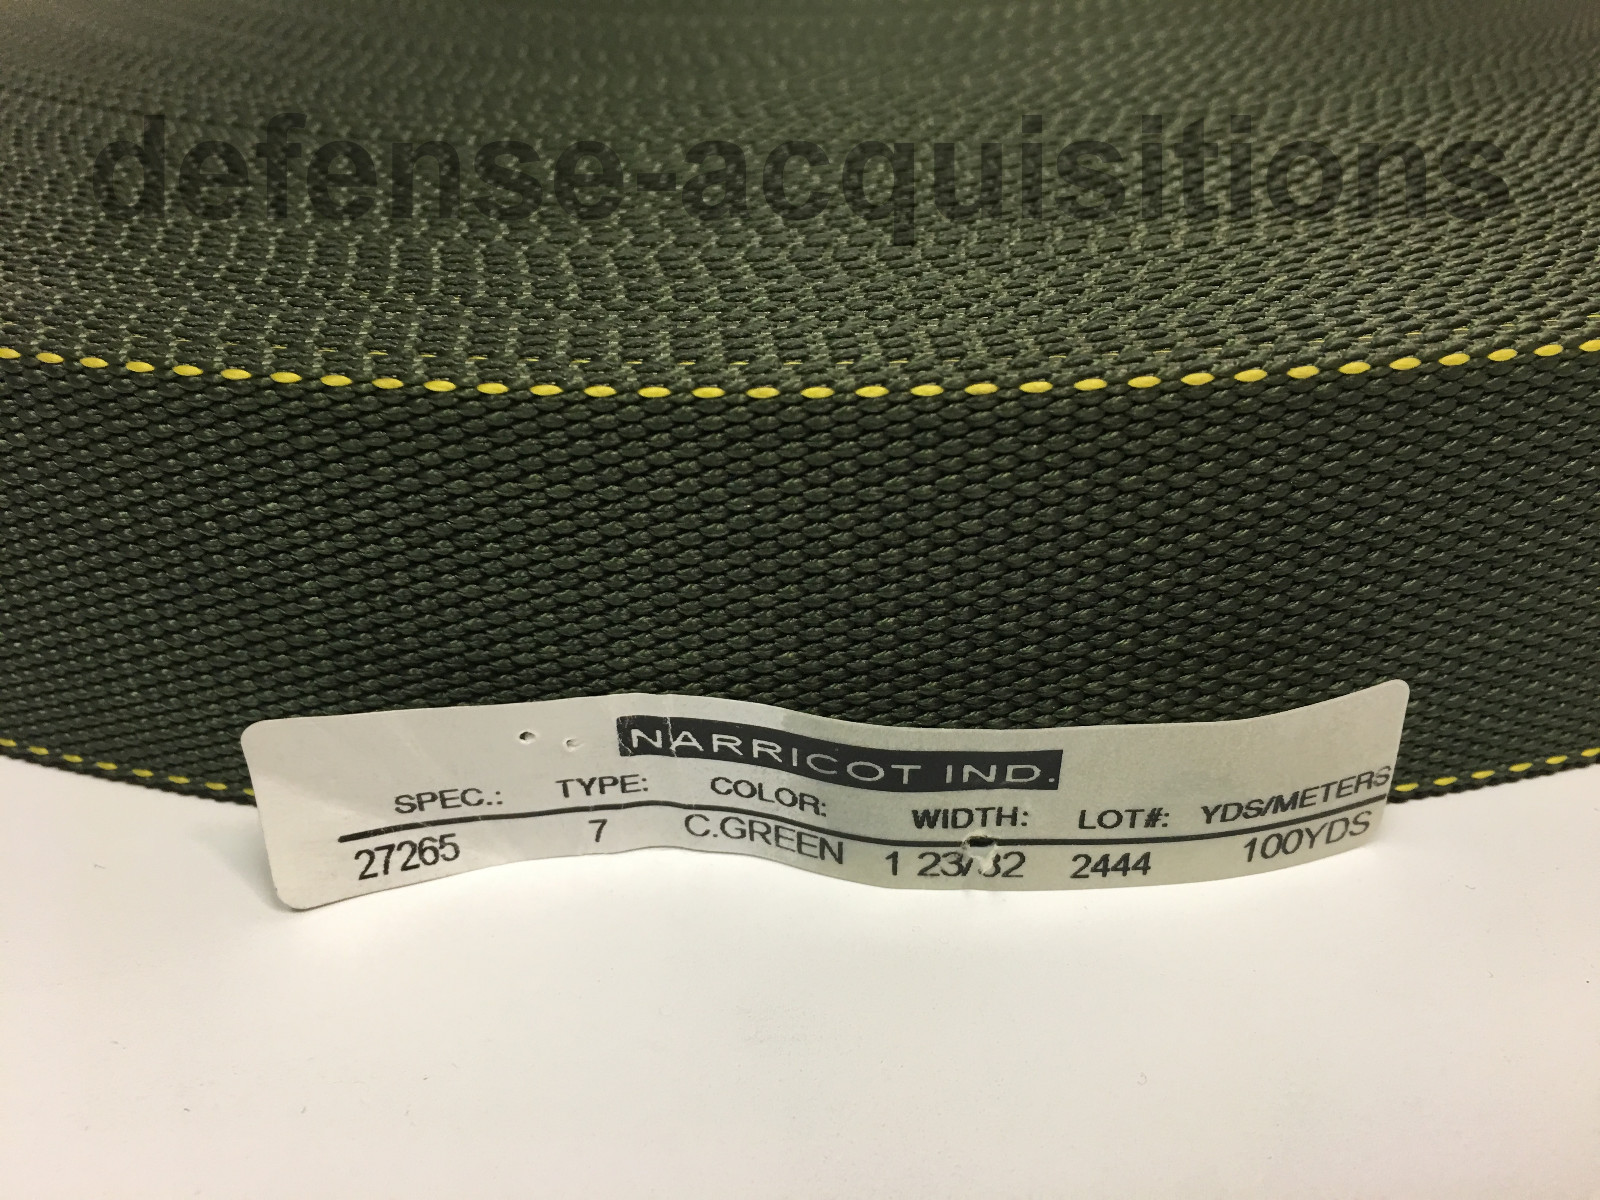 defense-acquisitions
NARRICOT IND.
SPEC.: TYPE: COLOR: WIDTH: LOT#: YDS/METERS
27265 7 C.GREEN 1 23/32 2444 100YDS